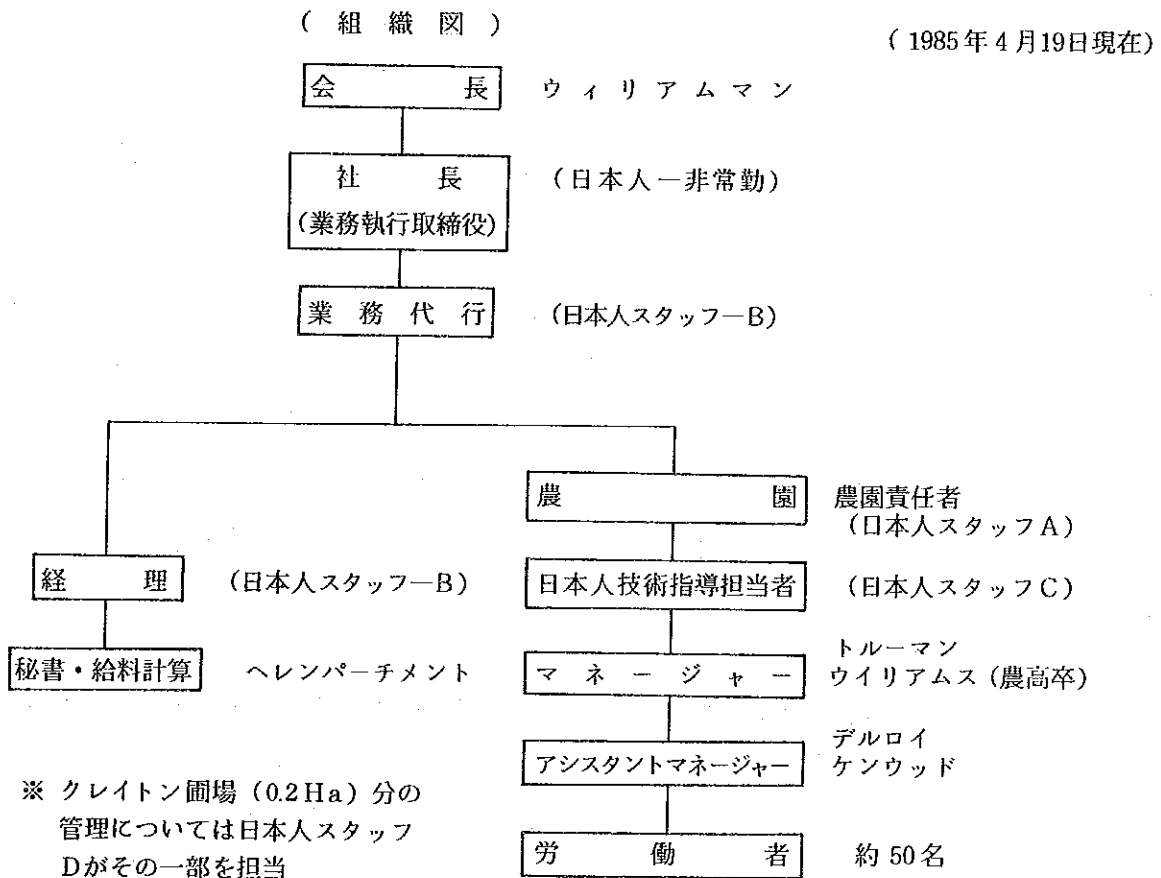 (組織図)
(1985年4月19日現在)
会長 ウィリアムマン
社長 (日本人―非常勤)
(業務執行取締役)
業務代行 (日本人スタッフ―B)
農園 農園責任者
(日本人スタッフA)
経理 (日本人スタッフ―B)
日本人技術指導担当者 (日本人スタッフC)
秘書・給料計算 ヘレンパーチメント
マネージャー トルーマン
ウイリアムス(農高卒)
アシスタントマネージャー デルロイ
ケンウッド
※ クレイトン圃場(0.2Ha)分の
管理については日本人スタッフ
Dがその一部を担当
労働者 約50名